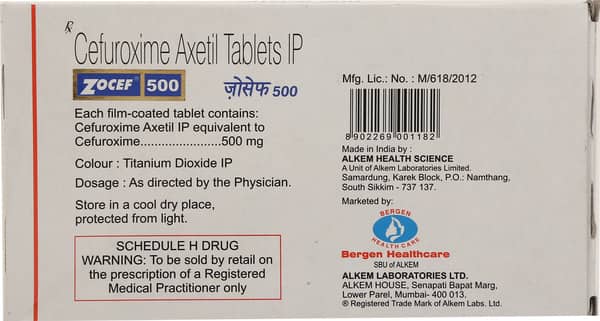 Rx
Cefuroxime Axetil Tablets IP
ZOCEF 500
ज़ोसेफ 500
Each film-coated tablet contains:
Cefuroxime Axetil IP equivalent to
Cefuroxime.......................500 mg
Colour : Titanium Dioxide IP
Dosage : As directed by the Physician.
Store in a cool dry place,
protected from light.
SCHEDULE H DRUG
WARNING: To be sold by retail on
the prescription of a Registered
Medical Practitioner only
Mfg. Lic.: No. : M/618/2012
8902269001182
Made in India by :
ALKEM HEALTH SCIENCE
A Unit of Alkem Laboratories Limited.
Samardung, Karek Block, P.O.: Namthang,
South Sikkim - 737 137.
Marketed by:
BERGEN
HEALTH CARE
Bergen Healthcare
SBU of ALKEM
ALKEM LABORATORIES LTD.
ALKEM HOUSE, Senapati Bapat Marg,
Lower Parel, Mumbai- 400 013.
® Registered Trade Mark of Alkem Labs. Ltd.